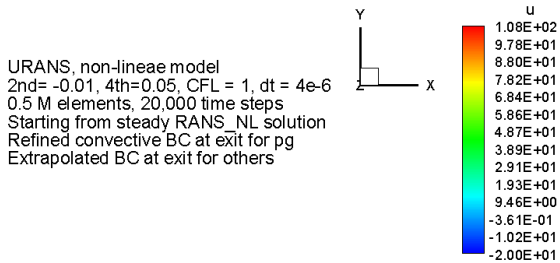 URANS, non-lineae model
2nd= -0.01, 4th=0.05, CFL = 1, dt = 4e-6
0.5 M elements, 20,000 time steps
Starting from steady RANS_NL solution
Refined convective BC at exit for pg
Extrapolated BC at exit for others
Y
Z
X
u
1.08E+02
9.78E+01
8.80E+01
7.82E+01
6.84E+01
5.86E+01
4.87E+01
3.89E+01
2.91E+01
1.93E+01
9.46E+00
-3.61E-01
-1.02E+01
-2.00E+01